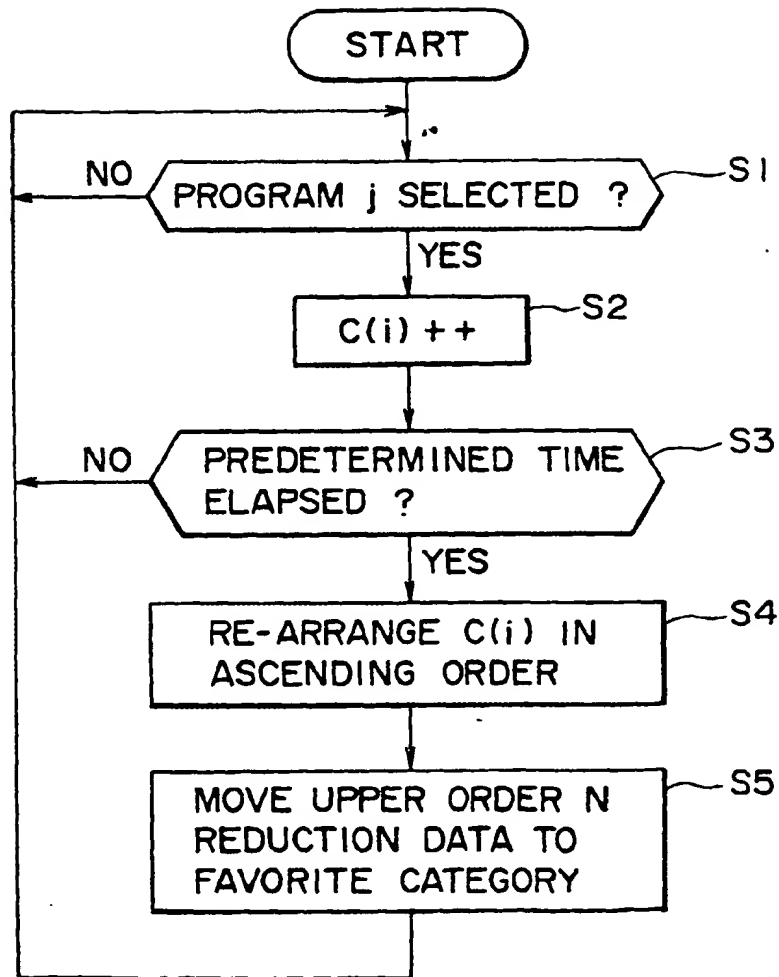 START
NO
PROGRAM j SELECTED ?
S1
YES
C(i) ++
S2
NO
PREDETERMINED TIME
ELAPSED ?
S3
YES
RE-ARRANGE C(i) IN
ASCENDING ORDER
S4
MOVE UPPER ORDER N
REDUCTION DATA TO
FAVORITE CATEGORY
S5